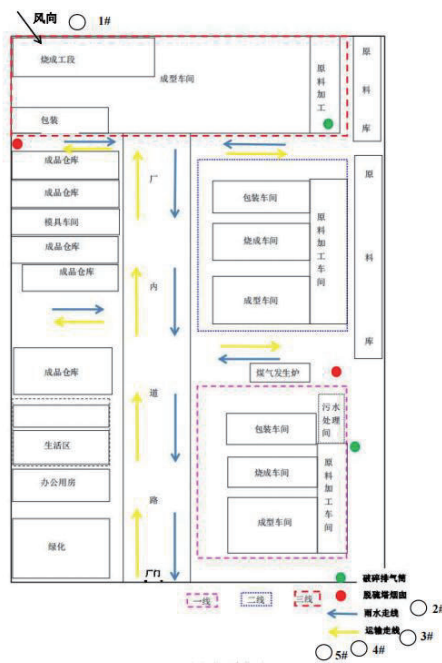 风向
1#
烧成工段
成型车间
原料加工
原料库
包装
成品仓库
成品仓库
模具车间
成品仓库
成品仓库
厂内道路
包装车间
烧成车间
成型车间
原料加工车间
原料库
成品仓库
煤气发生炉
污水处理间
包装车间
烧成车间
成型车间
原料加工车间
生活区
办公用房
绿化
厂门
一线
二线
三线
破碎排气筒
脱硫塔烟囱
雨水走线
2#
运输走线
3#
4#
5#